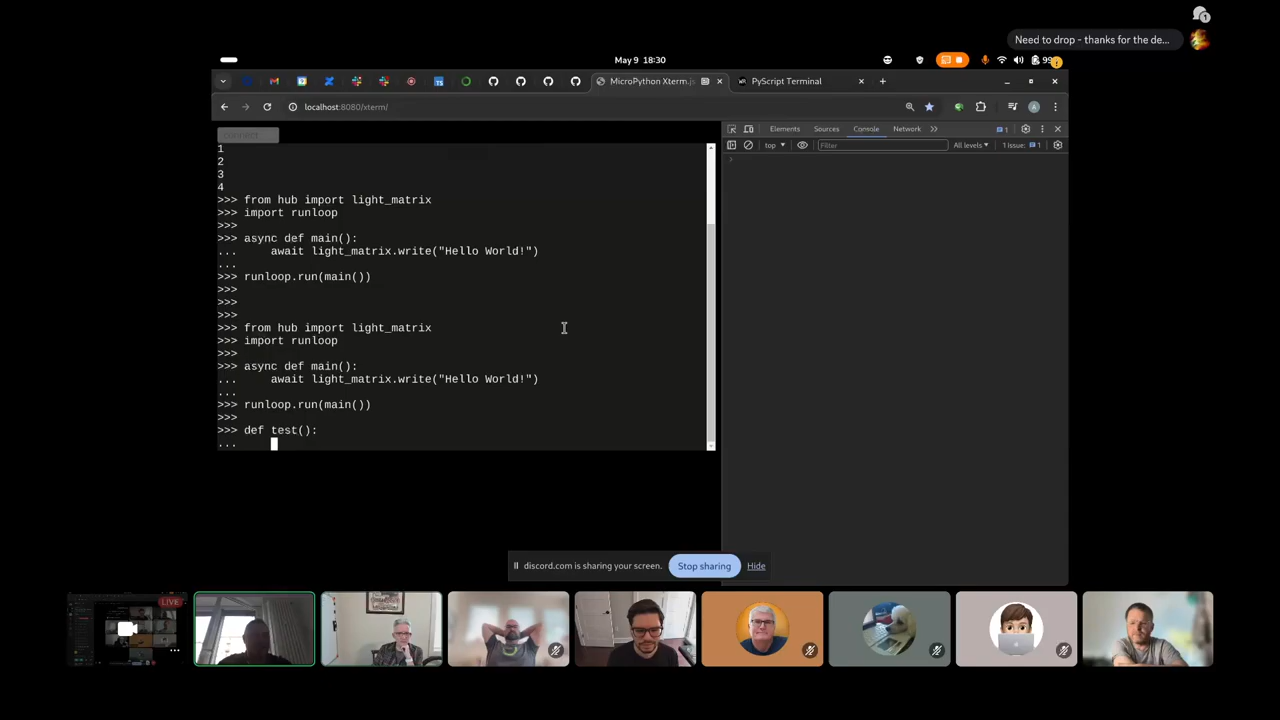 Need to drop - thanks for the de...
May 9 18:30
99
MicroPython Xterm.js
PyScript Terminal
localhost:8080/xterm/
connect
Elements
Sources
Console
Network
1
top
Filter
All levels
1 Issue:
1
1
2
3
4
>>> from hub import light_matrix
>>> import runloop
>>>
>>> async def main():
...     await light_matrix.write("Hello World!")
...
>>> runloop.run(main())
>>>
>>>
>>>
>>> from hub import light_matrix
>>> import runloop
>>>
>>> async def main():
...     await light_matrix.write("Hello World!")
...
>>> runloop.run(main())
>>>
>>> def test():
...
discord.com is sharing your screen.
Stop sharing
Hide
LIVE